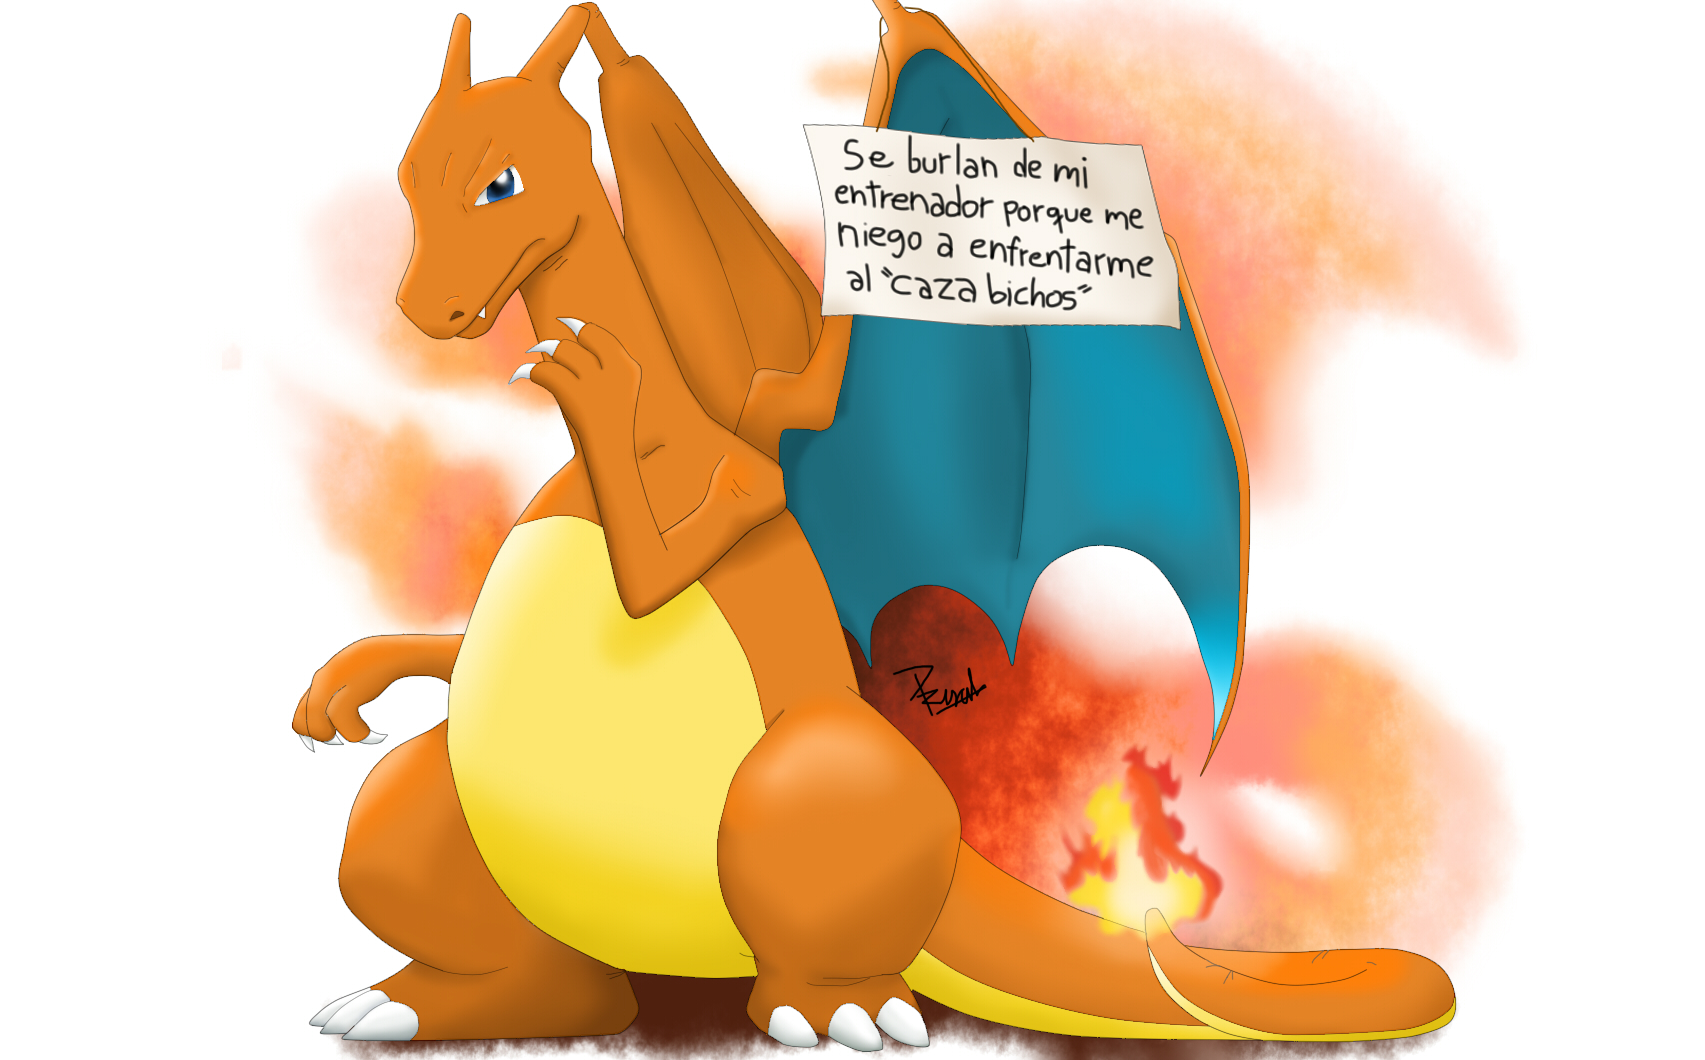 Se burlan de mi
entrenador porque me
niego a enfrentarme
al "caza bichos"